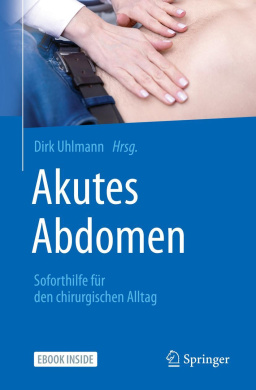 Dirk Uhlmann Hrsg.
Akutes
Abdomen
Soforthilfe für
den chirurgischen Alltag
EBOOK INSIDE
Springer